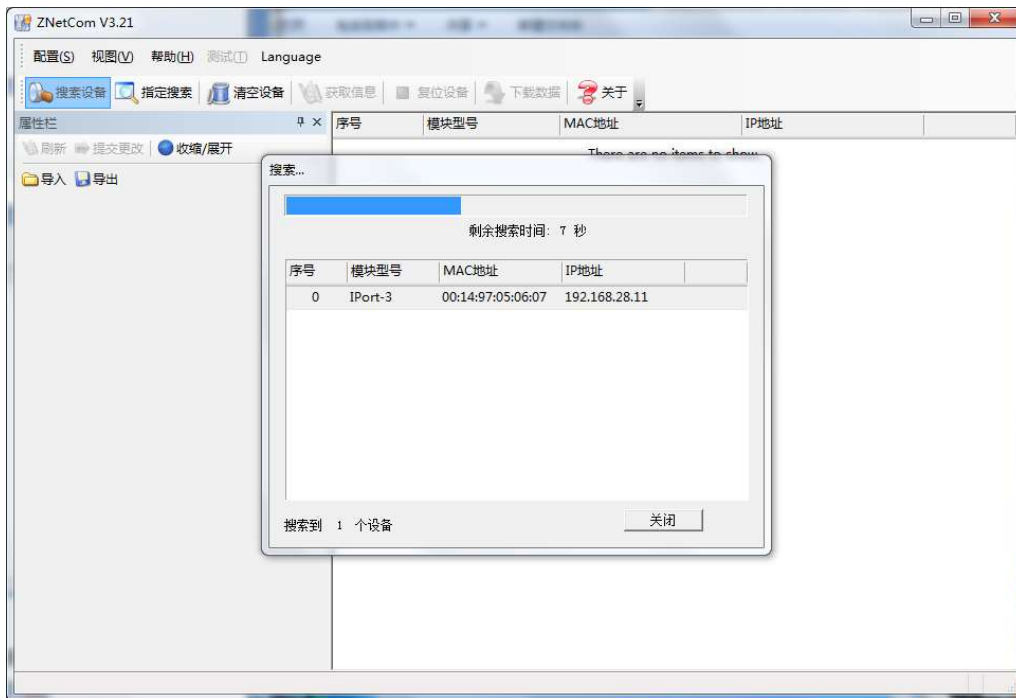 ZNetCom V3.21
配置(S) 视图(V) 帮助(H) 测试(T) Language
搜索设备 指定搜索 清空设备 获取信息 复位设备 下载数据 关于
属性栏
序号 模块型号 MAC地址 IP地址
刷新 提交更改 收缩/展开
There are no items to show
导入 导出
搜索...
剩余搜索时间: 7 秒
序号 模块型号 MAC地址 IP地址
0 IPort-3 00:14:97:05:06:07 192.168.28.11
搜索到 1 个设备
关闭